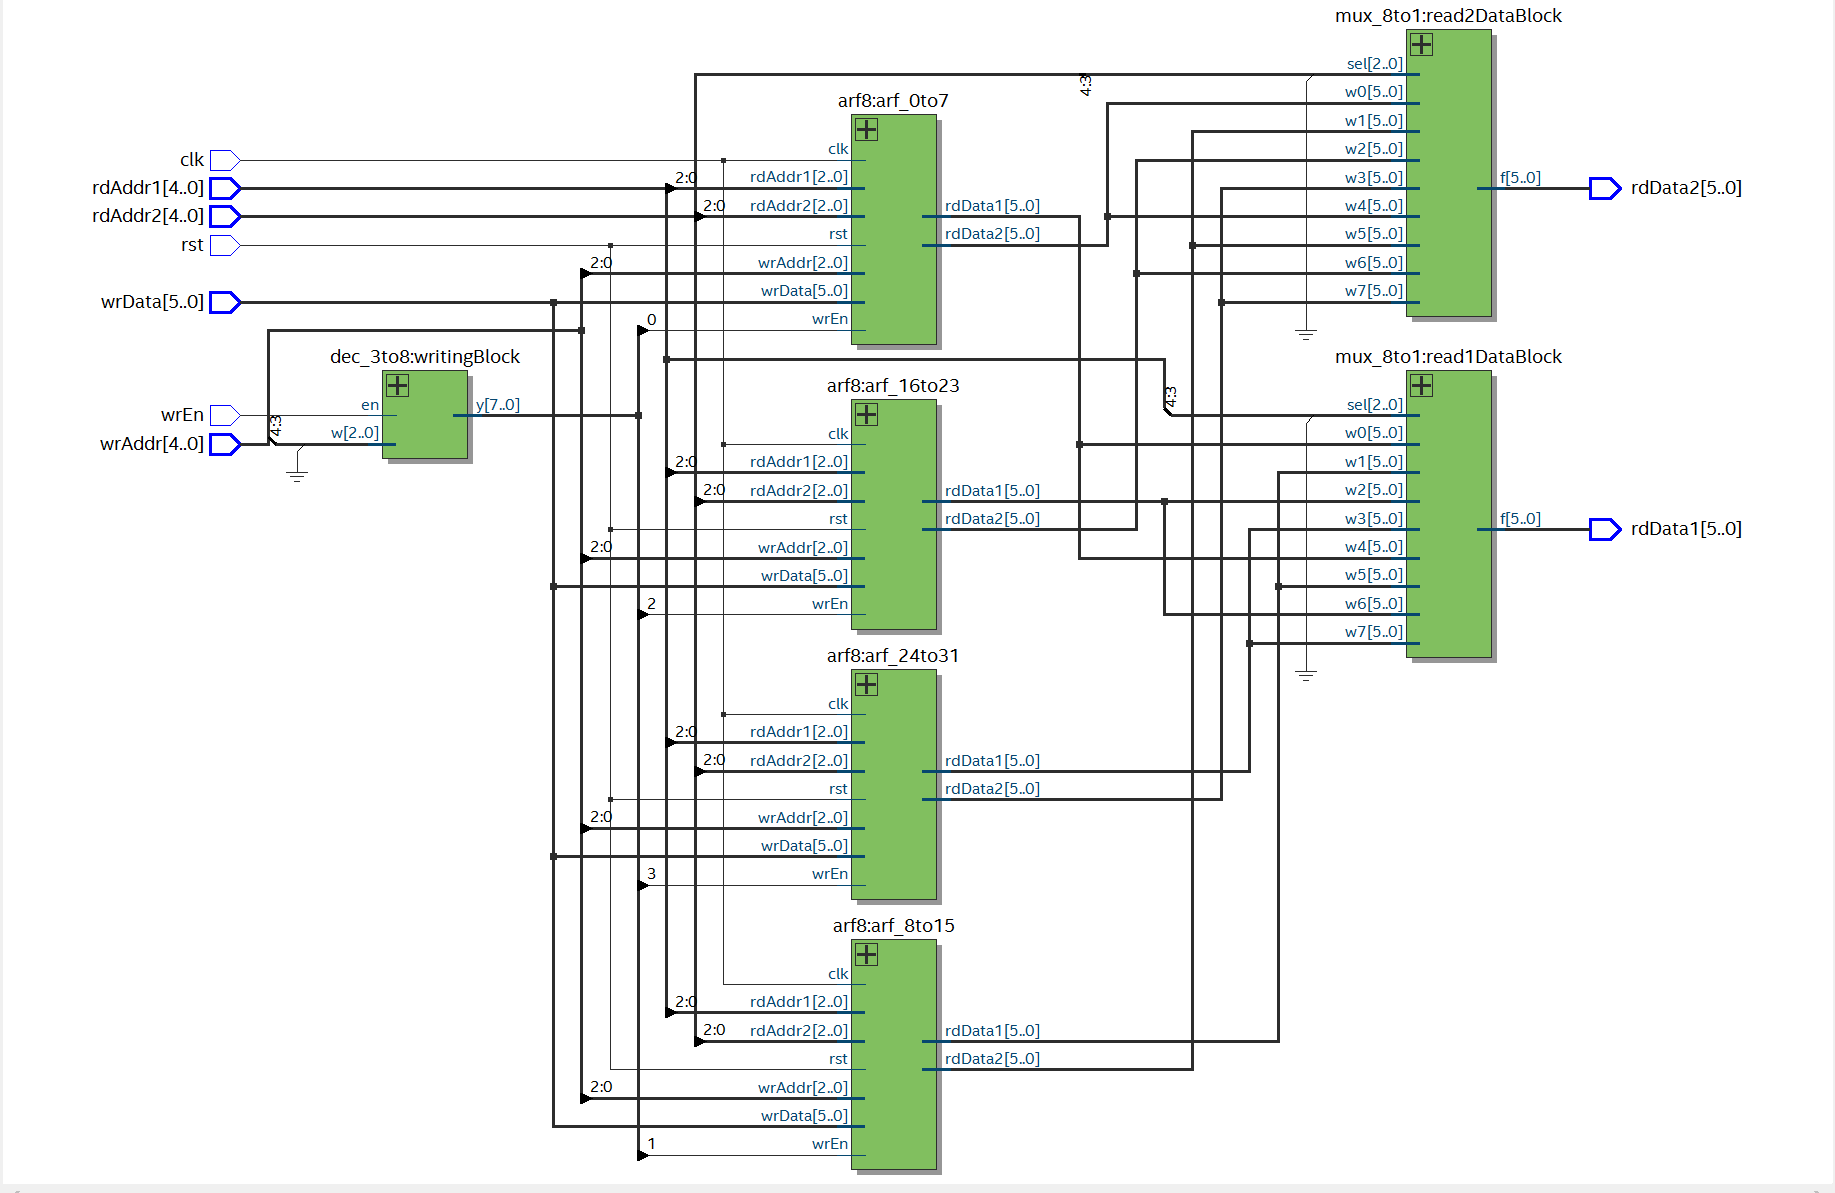 mux_8to1:read2DataBlock
sel[2..0]
w0[5..0]
w1[5..0]
w2[5..0]
w3[5..0]
w4[5..0]
w5[5..0]
w6[5..0]
w7[5..0]
f[5..0]
rdData2[5..0]
4:3
arf8:arf_0to7
clk
rdAddr1[2..0]
rdAddr2[2..0]
rst
wrAddr[2..0]
wrData[5..0]
wrEn
rdData1[5..0]
rdData2[5..0]
2:0
2:0
2:0
0
clk
rdAddr1[4..0]
rdAddr2[4..0]
rst
wrData[5..0]
wrEn
wrAddr[4..0]
4:3
dec_3to8:writingBlock
en
w[2..0]
y[7..0]
mux_8to1:read1DataBlock
4:3
sel[2..0]
w0[5..0]
w1[5..0]
w2[5..0]
w3[5..0]
w4[5..0]
w5[5..0]
w6[5..0]
w7[5..0]
f[5..0]
rdData1[5..0]
arf8:arf_16to23
clk
rdAddr1[2..0]
rdAddr2[2..0]
rst
wrAddr[2..0]
wrData[5..0]
wrEn
rdData1[5..0]
rdData2[5..0]
2:0
2:0
2:0
2
arf8:arf_24to31
clk
rdAddr1[2..0]
rdAddr2[2..0]
rst
wrAddr[2..0]
wrData[5..0]
wrEn
rdData1[5..0]
rdData2[5..0]
2:0
2:0
2:0
3
arf8:arf_8to15
clk
rdAddr1[2..0]
rdAddr2[2..0]
rst
wrAddr[2..0]
wrData[5..0]
wrEn
rdData1[5..0]
rdData2[5..0]
2:0
2:0
2:0
1